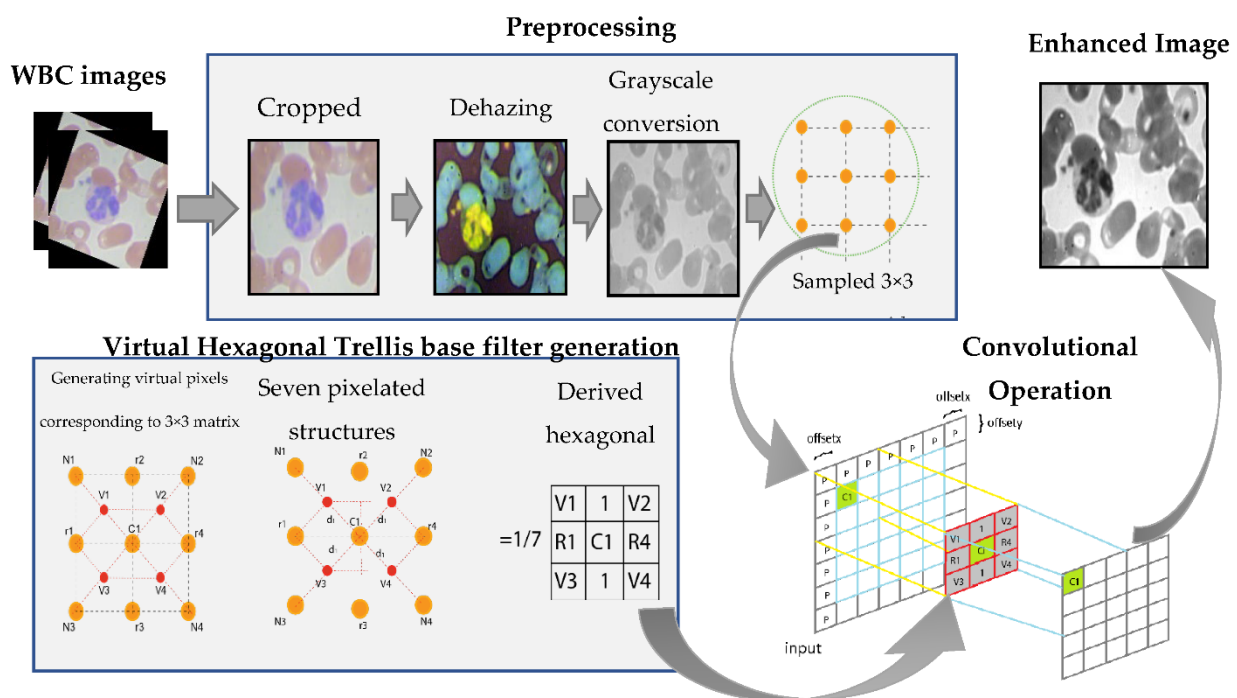 Preprocessing
Enhanced Image
WBC images
Cropped
Dehazing
Grayscale
conversion
Sampled 3×3
Virtual Hexagonal Trellis base filter generation
Generating virtual pixels
corresponding to 3×3 matrix
N1
r2
N2
V1
V2
r1
C1
r4
V3
V4
N3
r3
N4
Seven pixelated
structures
N1
r2
N2
V1
V2
d1
C1
d1
r1
r4
d1
d1
V3
V4
N3
r3
N4
Derived
hexagonal
V1 1 V2
=1/7 R1 C1 R4
V3 1 V4
Convolutional
Operation
offsetx
} offsety
offsetx
P P P P P P P
P C1
P
P
P
P
P
P
input
V1 1 V2
R1 C1 R4
V3 1 V4
C1